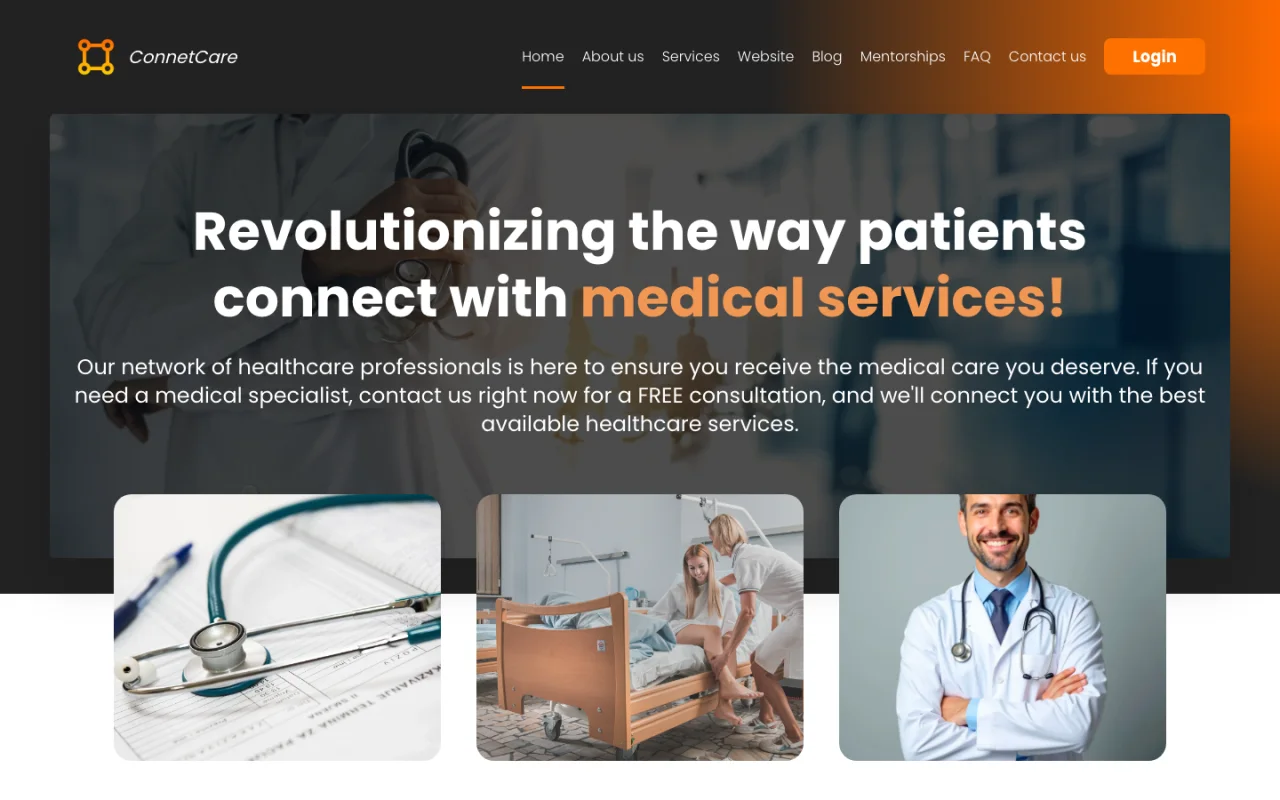 ConnetCare
Home About us Services Website Blog Mentorships FAQ Contact us Login
Revolutionizing the way patients
connect with medical services!
Our network of healthcare professionals is here to ensure you receive the medical care you deserve. If you
need a medical specialist, contact us right now for a FREE consultation, and we'll connect you with the best
available healthcare services.